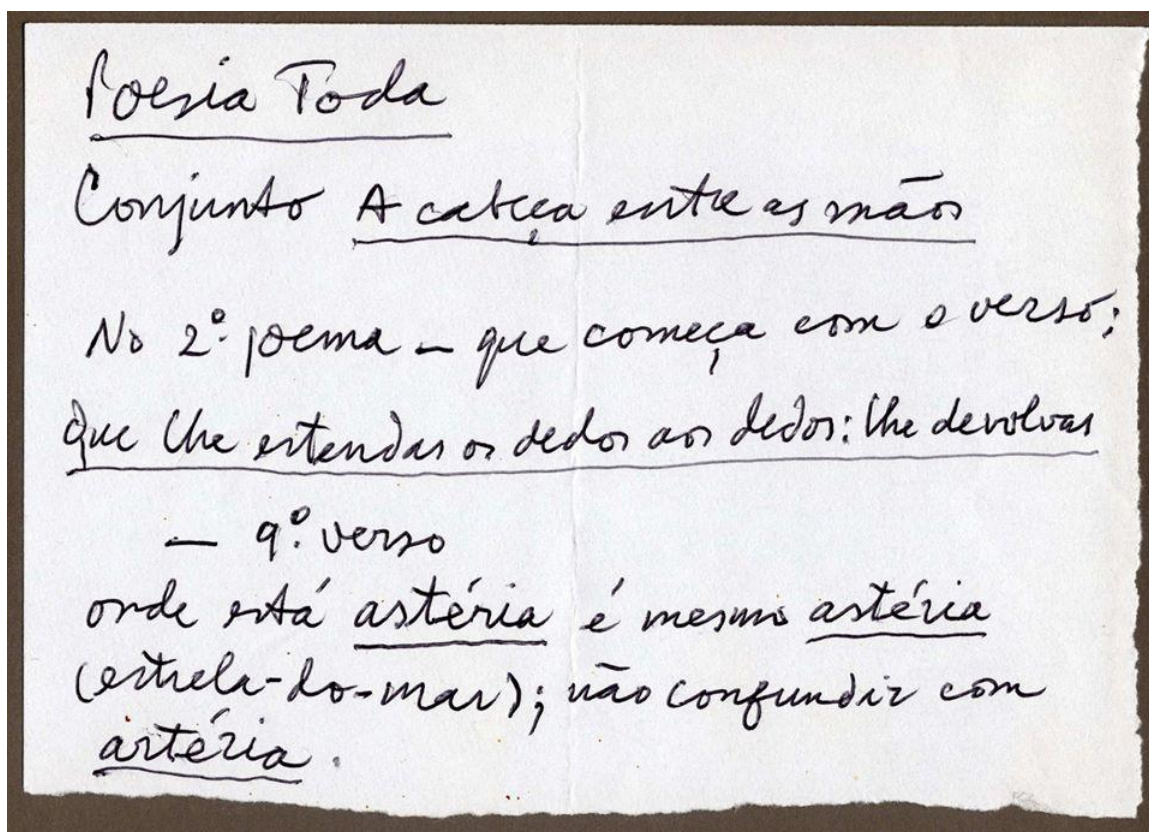 Poesia Toda
Conjunto A cabeça entre as mãos
No 2º poema — que começa com o verso:
Que lhe estendas os dedos aos dedos: lhe devolvas
— 9º verso
onde está astéria é mesmo astéria
(estrela-do-mar); não confundir com
artéria.